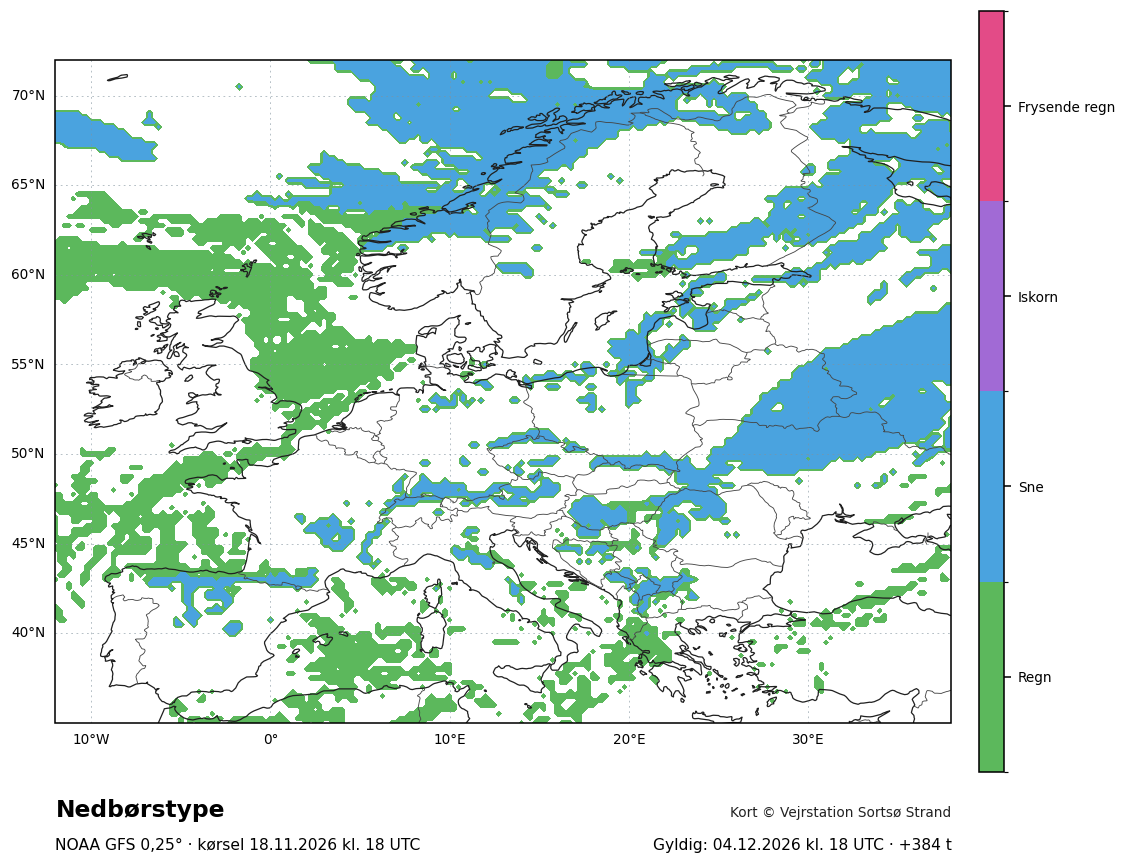 70°N
65°N
60°N
55°N
50°N
45°N
40°N
10°W
0°
10°E
20°E
30°E
Frysende regn
Iskorn
Sne
Regn
Nedbørstype
Kort © Vejrstation Sortsø Strand
NOAA GFS 0,25° · kørsel 18.11.2026 kl. 18 UTC
Gyldig: 04.12.2026 kl. 18 UTC · +384 t